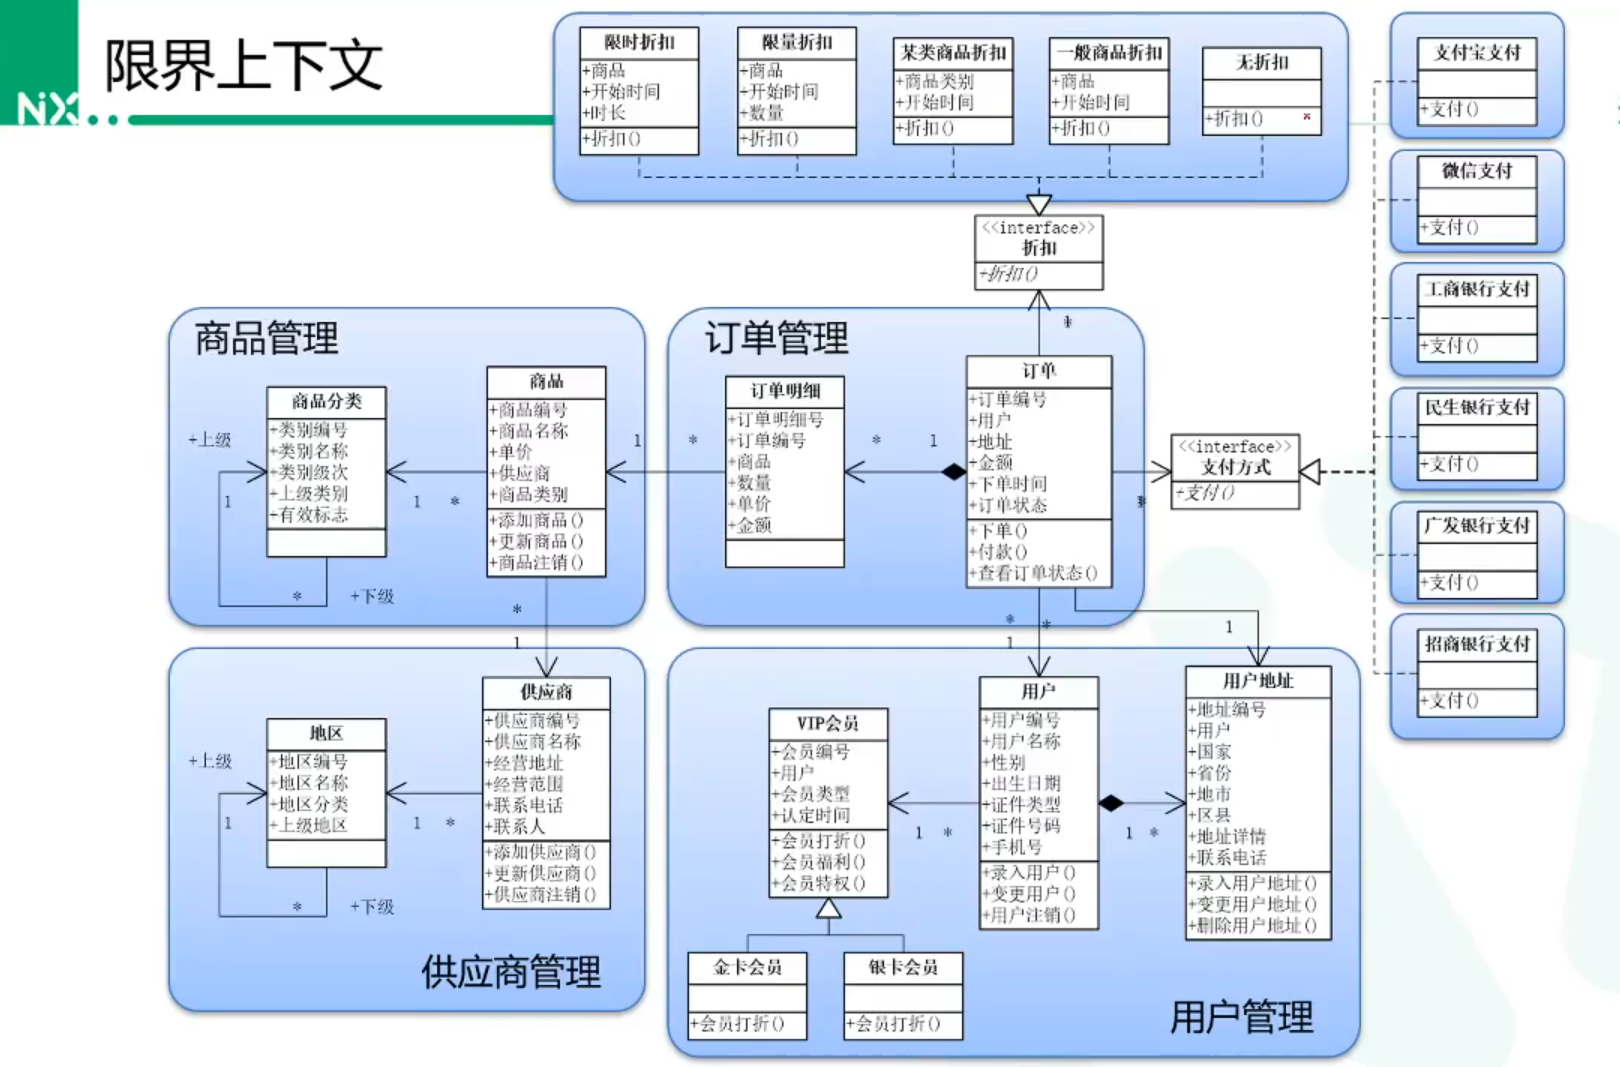 限界上下文
NX
限时折扣
+商品
+开始时间
+时长
+折扣()
限量折扣
+商品
+开始时间
+数量
+折扣()
某类商品折扣
+商品类别
+开始时间
+折扣()
一般商品折扣
+商品
+开始时间
+折扣()
无折扣
+折扣()
<<interface>>
折扣
+折扣()
支付宝支付
+支付()
微信支付
+支付()
工商银行支付
+支付()
民生银行支付
+支付()
广发银行支付
+支付()
招商银行支付
+支付()
<<interface>>
支付方式
+支付()
商品管理
商品分类
+类别编号
+类别名称
+类别级次
+上级类别
+有效标志
+上级
1
*
+下级
1
*
商品
+商品编号
+商品名称
+单价
+供应商
+商品类别
+添加商品()
+更新商品()
+商品注销()
*
1
1
*
订单管理
订单明细
+订单明细号
+订单编号
+商品
+数量
+单价
+金额
*
1
订单
+订单编号
+用户
+地址
+金额
+下单时间
+订单状态
+下单()
+付款()
+查看订单状态()
*
*
1
1
地区
+地区编号
+地区名称
+地区分类
+上级地区
+上级
1
*
+下级
1
*
供应商
+供应商编号
+供应商名称
+经营地址
+经营范围
+联系电话
+联系人
+添加供应商()
+更新供应商()
+供应商注销()
供应商管理
VIP会员
+会员编号
+用户
+会员类型
+认定时间
+会员打折()
+会员福利()
+会员特权()
1
*
用户
+用户编号
+用户名称
+性别
+出生日期
+证件类型
+证件号码
+手机号
+录入用户()
+变更用户()
+用户注销()
1
*
用户地址
+地址编号
+用户
+国家
+省份
+地市
+区县
+地址详情
+联系电话
+录入用户地址()
+变更用户地址()
+删除用户地址()
金卡会员
+会员打折()
银卡会员
+会员打折()
用户管理